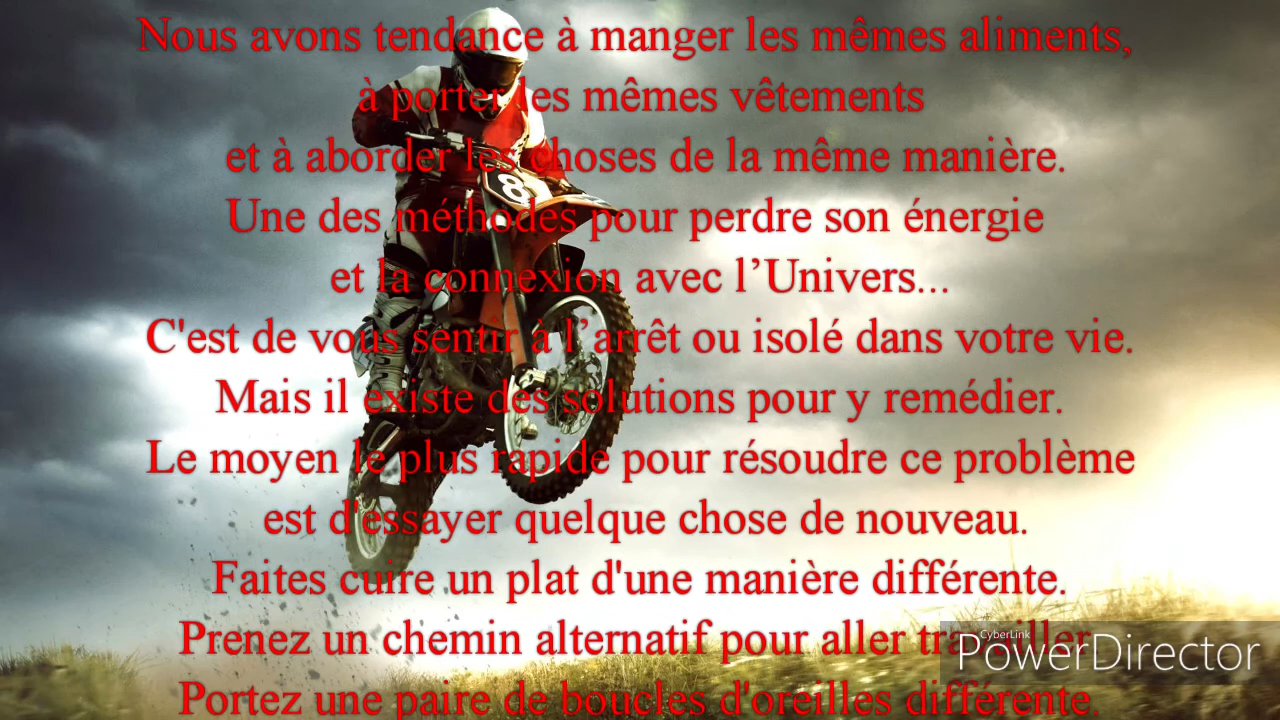 Nous avons tendance à manger les mêmes aliments,
à porter les mêmes vêtements
et à aborder les choses de la même manière.
8
Une des méthodes pour perdre son énergie
et la connexion avec l’Univers...
C'est de vous sentir à l’arrêt ou isolé dans votre vie.
Mais il existe des solutions pour y remédier.
Le moyen le plus rapide pour résoudre ce problème
est d'essayer quelque chose de nouveau.
Faites cuire un plat d'une manière différente.
Prenez un chemin alternatif pour aller travailler.
CyberLink
PowerDirector
Portez une paire de boucles d'oreilles différente.